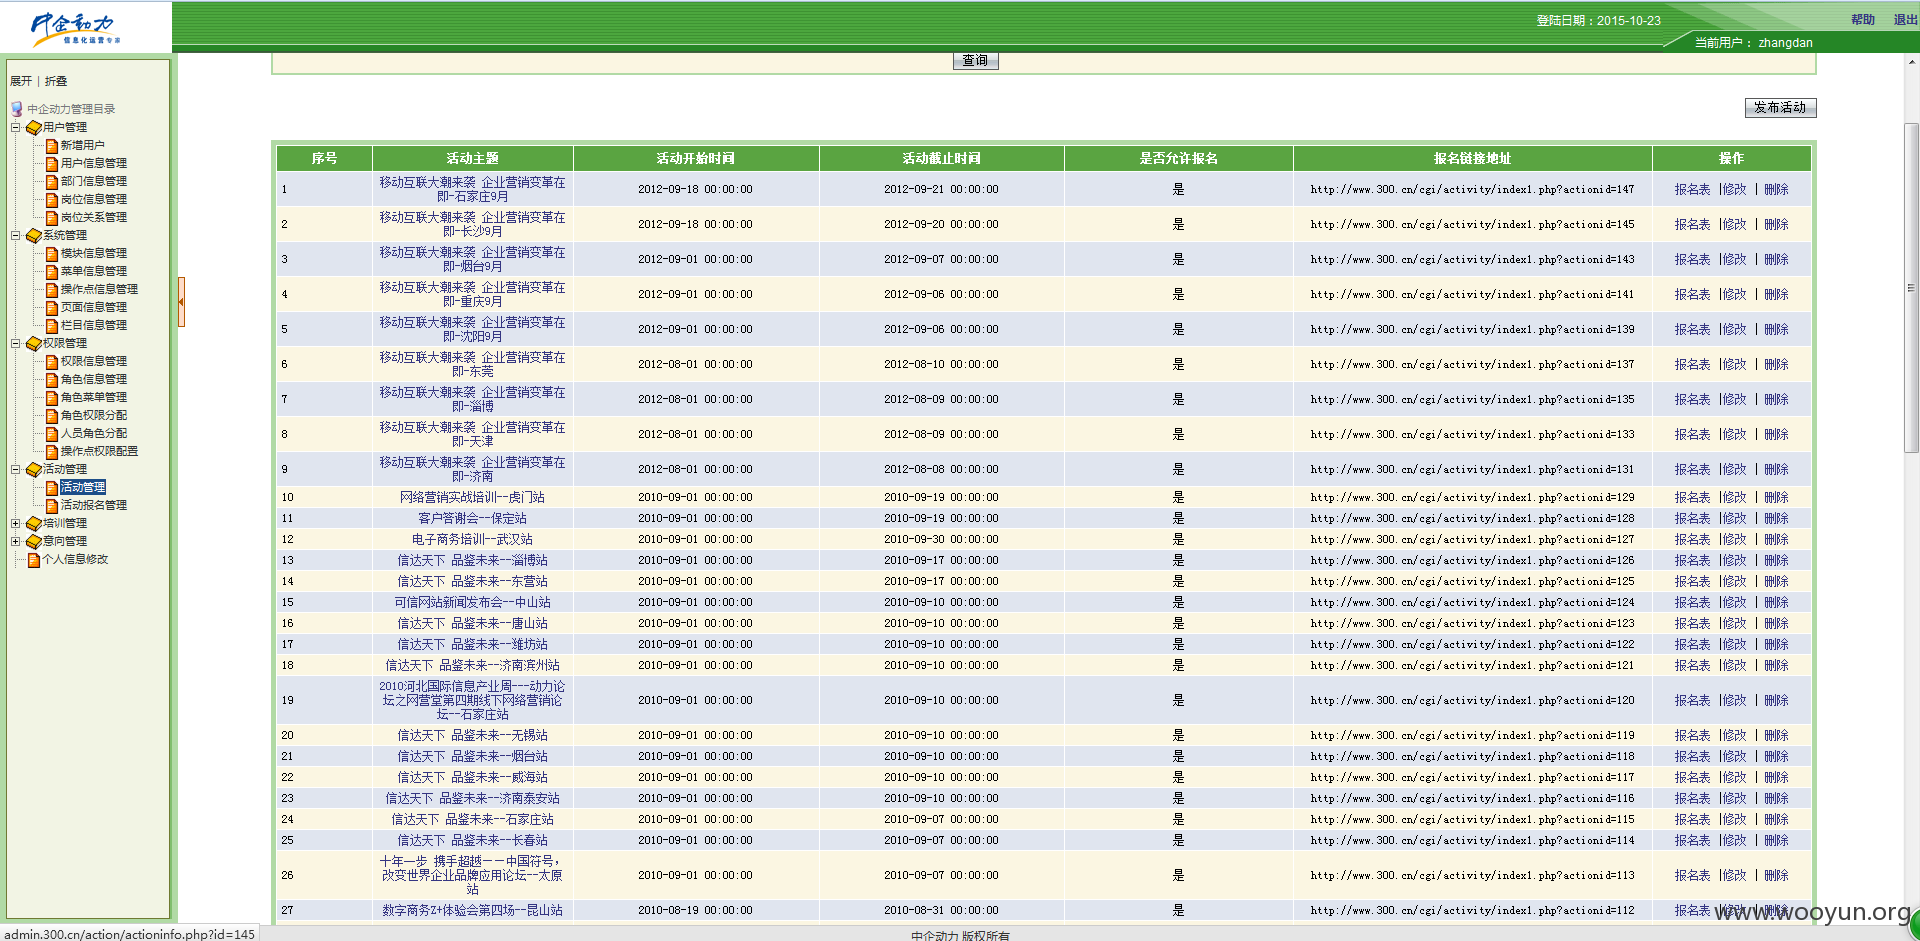 中企动力
信息化运营专家
登陆日期：2015-10-23
帮助 退出
当前用户： zhangdan
展开 | 折叠
中企动力管理目录
用户管理
新增用户
用户信息管理
部门信息管理
岗位信息管理
岗位关系管理
系统管理
模块信息管理
菜单信息管理
操作点信息管理
页面信息管理
栏目信息管理
权限管理
权限信息管理
角色信息管理
角色菜单管理
角色权限分配
人员角色分配
操作点权限配置
活动管理
活动管理
活动报名管理
培训管理
意向管理
个人信息修改
查询
发布活动
序号 活动主题 活动开始时间 活动截止时间 是否允许报名 报名链接地址 操作
1 移动互联大潮来袭 企业营销变革在
即-石家庄9月 2012-09-18 00:00:00 2012-09-21 00:00:00 是 http://www.300.cn/cgi/activity/index1.php?actionid=147 报名表 |修改 | 删除
2 移动互联大潮来袭 企业营销变革在
即-长沙9月 2012-09-18 00:00:00 2012-09-20 00:00:00 是 http://www.300.cn/cgi/activity/index1.php?actionid=145 报名表 |修改 | 删除
3 移动互联大潮来袭 企业营销变革在
即-烟台9月 2012-09-01 00:00:00 2012-09-07 00:00:00 是 http://www.300.cn/cgi/activity/index1.php?actionid=143 报名表 |修改 | 删除
4 移动互联大潮来袭 企业营销变革在
即-重庆9月 2012-09-01 00:00:00 2012-09-06 00:00:00 是 http://www.300.cn/cgi/activity/index1.php?actionid=141 报名表 |修改 | 删除
5 移动互联大潮来袭 企业营销变革在
即-沈阳9月 2012-09-01 00:00:00 2012-09-06 00:00:00 是 http://www.300.cn/cgi/activity/index1.php?actionid=139 报名表 |修改 | 删除
6 移动互联大潮来袭 企业营销变革在
即-东莞 2012-08-01 00:00:00 2012-08-10 00:00:00 是 http://www.300.cn/cgi/activity/index1.php?actionid=137 报名表 |修改 | 删除
7 移动互联大潮来袭 企业营销变革在
即-淄博 2012-08-01 00:00:00 2012-08-09 00:00:00 是 http://www.300.cn/cgi/activity/index1.php?actionid=135 报名表 |修改 | 删除
8 移动互联大潮来袭 企业营销变革在
即-天津 2012-08-01 00:00:00 2012-08-09 00:00:00 是 http://www.300.cn/cgi/activity/index1.php?actionid=133 报名表 |修改 | 删除
9 移动互联大潮来袭 企业营销变革在
即-济南 2012-08-01 00:00:00 2012-08-08 00:00:00 是 http://www.300.cn/cgi/activity/index1.php?actionid=131 报名表 |修改 | 删除
10 网络营销实战培训--虎门站 2010-09-01 00:00:00 2010-09-19 00:00:00 是 http://www.300.cn/cgi/activity/index1.php?actionid=129 报名表 |修改 | 删除
11 客户答谢会--保定站 2010-09-01 00:00:00 2010-09-19 00:00:00 是 http://www.300.cn/cgi/activity/index1.php?actionid=128 报名表 |修改 | 删除
12 电子商务培训--武汉站 2010-09-01 00:00:00 2010-09-30 00:00:00 是 http://www.300.cn/cgi/activity/index1.php?actionid=127 报名表 |修改 | 删除
13 信达天下 品鉴未来--淄博站 2010-09-01 00:00:00 2010-09-17 00:00:00 是 http://www.300.cn/cgi/activity/index1.php?actionid=126 报名表 |修改 | 删除
14 信达天下 品鉴未来--东营站 2010-09-01 00:00:00 2010-09-17 00:00:00 是 http://www.300.cn/cgi/activity/index1.php?actionid=125 报名表 |修改 | 删除
15 可信网站新闻发布会--中山站 2010-09-01 00:00:00 2010-09-10 00:00:00 是 http://www.300.cn/cgi/activity/index1.php?actionid=124 报名表 |修改 | 删除
16 信达天下 品鉴未来--唐山站 2010-09-01 00:00:00 2010-09-10 00:00:00 是 http://www.300.cn/cgi/activity/index1.php?actionid=123 报名表 |修改 | 删除
17 信达天下 品鉴未来--潍坊站 2010-09-01 00:00:00 2010-09-10 00:00:00 是 http://www.300.cn/cgi/activity/index1.php?actionid=122 报名表 |修改 | 删除
18 信达天下 品鉴未来--济南滨州站 2010-09-01 00:00:00 2010-09-10 00:00:00 是 http://www.300.cn/cgi/activity/index1.php?actionid=121 报名表 |修改 | 删除
19 2010河北国际信息产业周---动力论
坛之网营堂第四期线下网络营销论
坛--石家庄站 2010-09-01 00:00:00 2010-09-10 00:00:00 是 http://www.300.cn/cgi/activity/index1.php?actionid=120 报名表 |修改 | 删除
20 信达天下 品鉴未来--无锡站 2010-09-01 00:00:00 2010-09-10 00:00:00 是 http://www.300.cn/cgi/activity/index1.php?actionid=119 报名表 |修改 | 删除
21 信达天下 品鉴未来--烟台站 2010-09-01 00:00:00 2010-09-10 00:00:00 是 http://www.300.cn/cgi/activity/index1.php?actionid=118 报名表 |修改 | 删除
22 信达天下 品鉴未来--威海站 2010-09-01 00:00:00 2010-09-10 00:00:00 是 http://www.300.cn/cgi/activity/index1.php?actionid=117 报名表 |修改 | 删除
23 信达天下 品鉴未来--济南泰安站 2010-09-01 00:00:00 2010-09-10 00:00:00 是 http://www.300.cn/cgi/activity/index1.php?actionid=116 报名表 |修改 | 删除
24 信达天下 品鉴未来--石家庄站 2010-09-01 00:00:00 2010-09-07 00:00:00 是 http://www.300.cn/cgi/activity/index1.php?actionid=115 报名表 |修改 | 删除
25 信达天下 品鉴未来--长春站 2010-09-01 00:00:00 2010-09-07 00:00:00 是 http://www.300.cn/cgi/activity/index1.php?actionid=114 报名表 |修改 | 删除
26 十年一步 携手超越——中国符号，
改变世界企业品牌应用论坛--太原
站 2010-09-01 00:00:00 2010-09-07 00:00:00 是 http://www.300.cn/cgi/activity/index1.php?actionid=113 报名表 |修改 | 删除
27 数字商务Z+体验会第四场--昆山站 2010-08-19 00:00:00 2010-08-31 00:00:00 是 http://www.300.cn/cgi/activity/index1.php?actionid=112 报名表 |修改 | 删除
www.wooyun.org
admin.300.cn/action/actioninfo.php?id=145
中企动力 版权所有